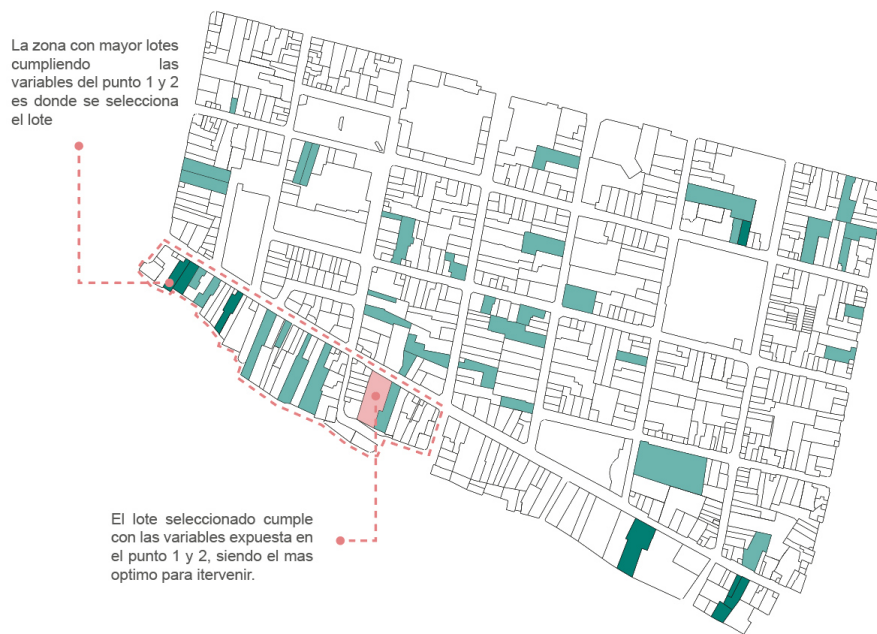 La zona con mayor lotes
cumpliendo las
variables del punto 1 y 2
es donde se selecciona
el lote
El lote seleccionado cumple
con las variables expuesta en
el punto 1 y 2, siendo el mas
optimo para itervenir.